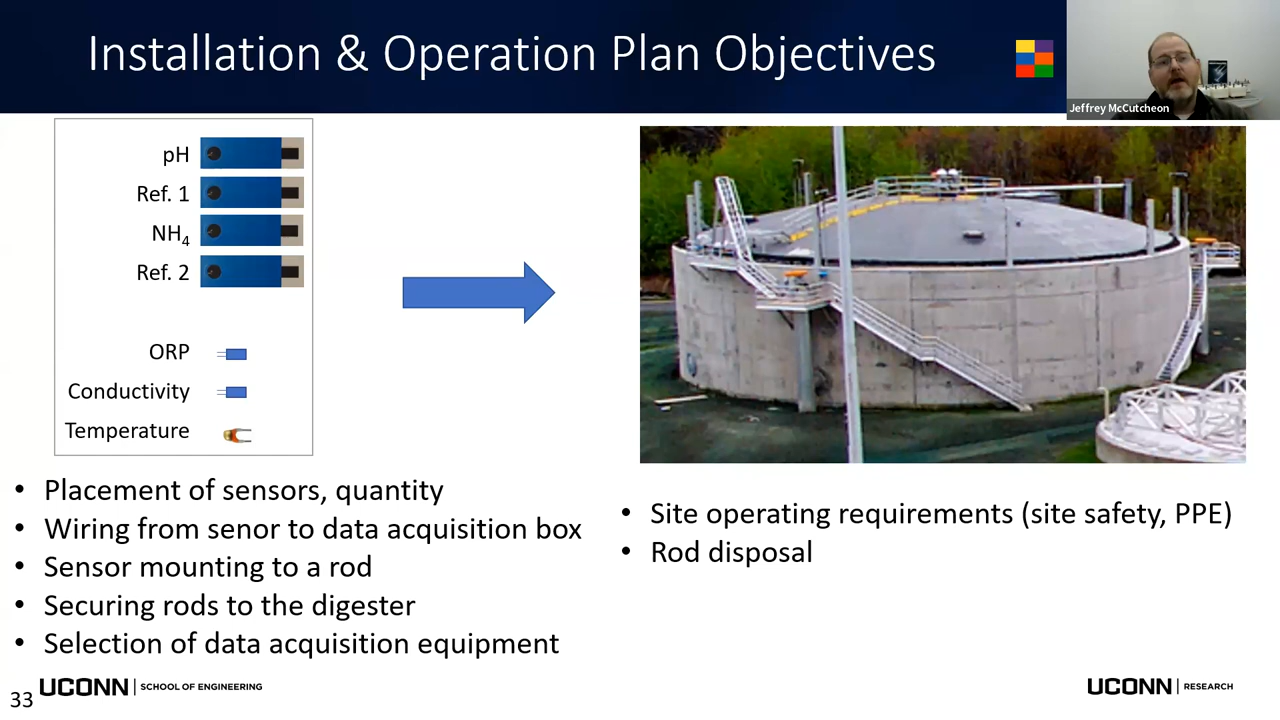 Installation & Operation Plan Objectives
Jeffrey McCutcheon
pH
Ref. 1
NH4
Ref. 2
ORP
Conductivity
Temperature
• Placement of sensors, quantity
• Wiring from senor to data acquisition box
• Sensor mounting to a rod
• Securing rods to the digester
• Selection of data acquisition equipment
• Site operating requirements (site safety, PPE)
• Rod disposal
33
UCONN | SCHOOL OF ENGINEERING
UCONN | RESEARCH